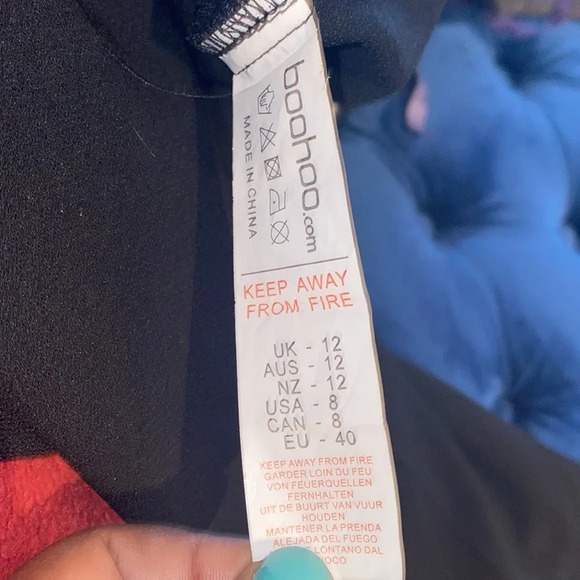 boohoo.com
MADE IN CHINA
KEEP AWAY
FROM FIRE
UK - 12
AUS - 12
NZ - 12
USA - 8
CAN - 8
EU - 40
KEEP AWAY FROM FIRE
GARDER LOIN DU FEU
VON FEUERQUELLEN
FERNHALTEN
UIT DE BUURT VAN VUUR
HOUDEN
MANTENER LA PRENDA
ALEJADA DEL FUEGO
LONTANO DAL